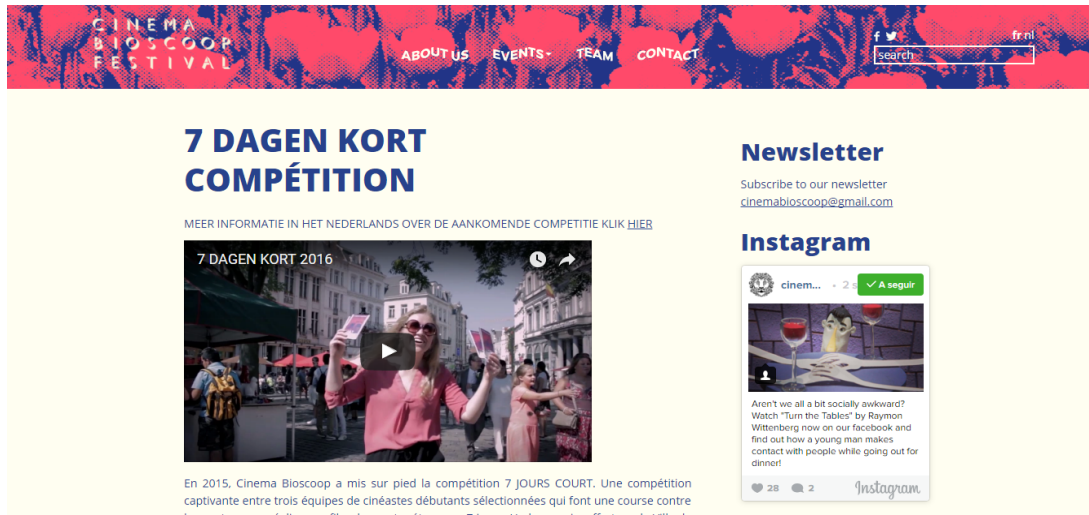 CINEMA
BIOSCOOP
FESTIVAL
ABOUT US EVENTS TEAM CONTACT
fr nl
search
7 DAGEN KORT
COMPÉTITION
MEER INFORMATIE IN HET NEDERLANDS OVER DE AANKOMENDE COMPETITIE KLIK HIER
7 DAGEN KORT 2016
En 2015, Cinema Bioscoop a mis sur pied la compétition 7 JOURS COURT. Une compétition
captivante entre trois équipes de cinéastes débutants sélectionnées qui font une course contre
Newsletter
Subscribe to our newsletter
cinemabioscoop@gmail.com
Instagram
cinem... • 2 s
A seguir
Aren't we all a bit socially awkward?
Watch "Turn the Tables" by Raymon
Wittenberg now on our facebook and
find out how a young man makes
contact with people while going out for
dinner!
28 2 Instagram